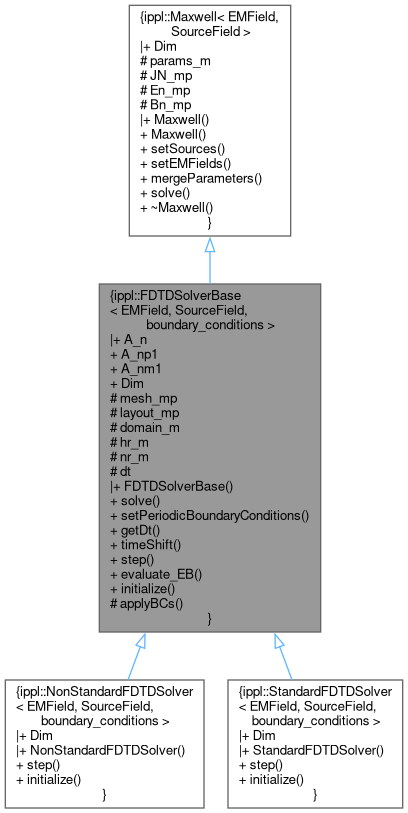 {ippl::Maxwell< EMField,
SourceField >
|+ Dim
# params_m
# JN_mp
# En_mp
# Bn_mp
|+ Maxwell()
+ Maxwell()
+ setSources()
+ setEMFields()
+ mergeParameters()
+ solve()
+ ~Maxwell()
}
{ippl::FDTDSolverBase
< EMField, SourceField,
boundary_conditions >
|+ A_n
+ A_np1
+ A_nm1
+ Dim
# mesh_mp
# layout_mp
# domain_m
# hr_m
# nr_m
# dt
|+ FDTDSolverBase()
+ solve()
+ setPeriodicBoundaryConditions()
+ getDt()
+ timeShift()
+ step()
+ evaluate_EB()
+ initialize()
# applyBCs()
}
{ippl::NonStandardFDTDSolver
< EMField, SourceField,
boundary_conditions >
|+ Dim
|+ NonStandardFDTDSolver()
+ step()
+ initialize()
}
{ippl::StandardFDTDSolver
< EMField, SourceField,
boundary_conditions >
|+ Dim
|+ StandardFDTDSolver()
+ step()
+ initialize()
}